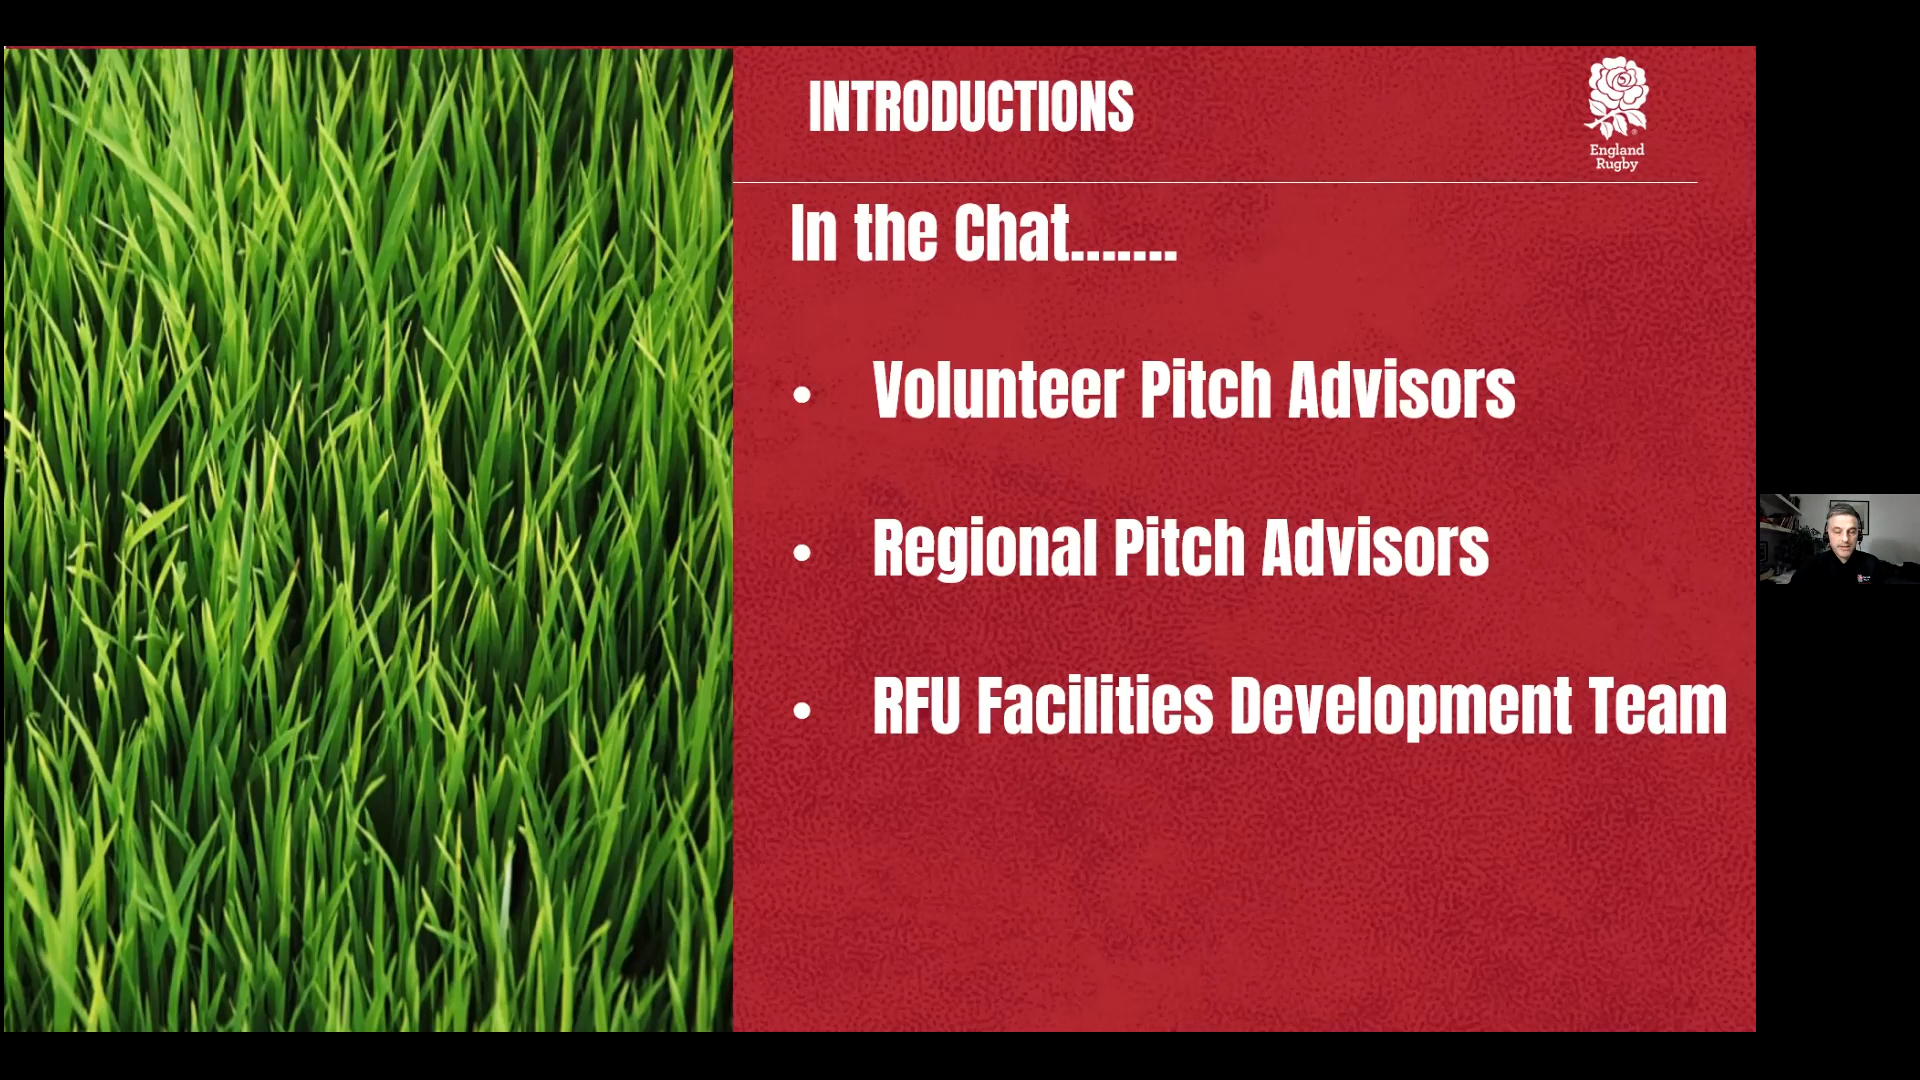 INTRODUCTIONS
England
Rugby
In the Chat.......
• Volunteer Pitch Advisors
• Regional Pitch Advisors
• RFU Facilities Development Team